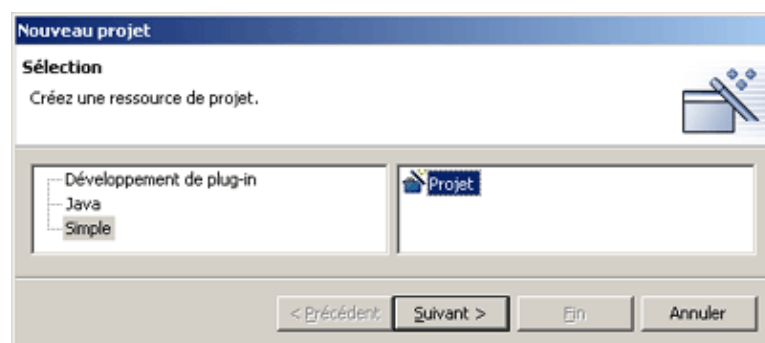 Nouveau projet
Sélection
Créez une ressource de projet.
Développement de plug-in
Java
Simple
Projet
< Précédent
Suivant >
Fin
Annuler